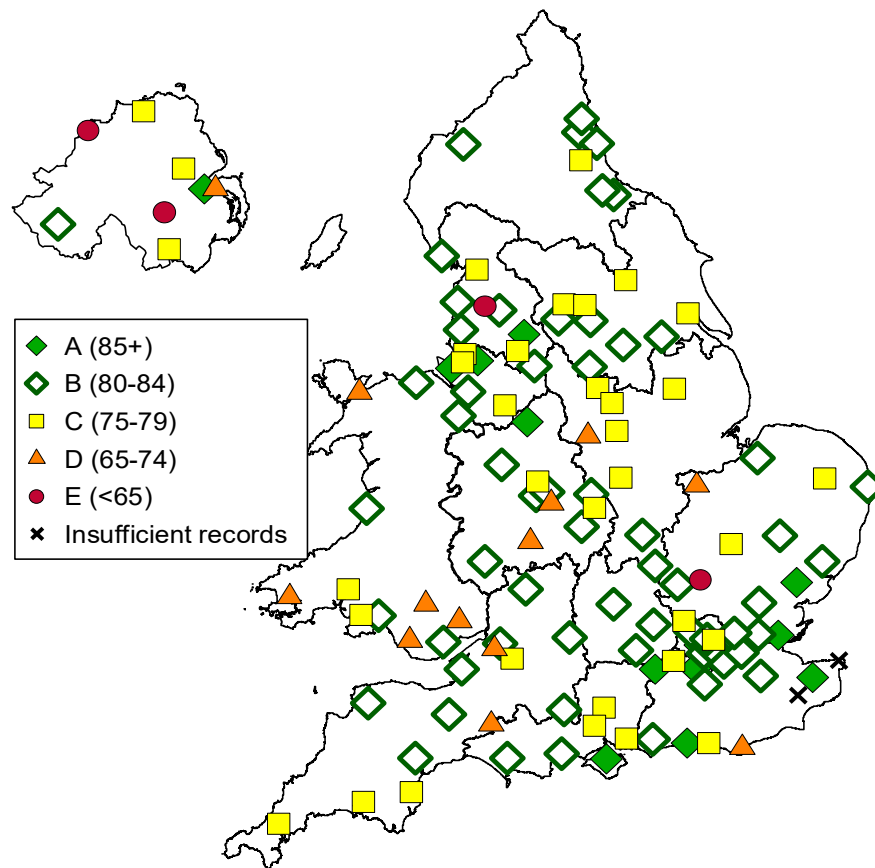 A (85+)
B (80-84)
C (75-79)
D (65-74)
E (<65)
Insufficient records